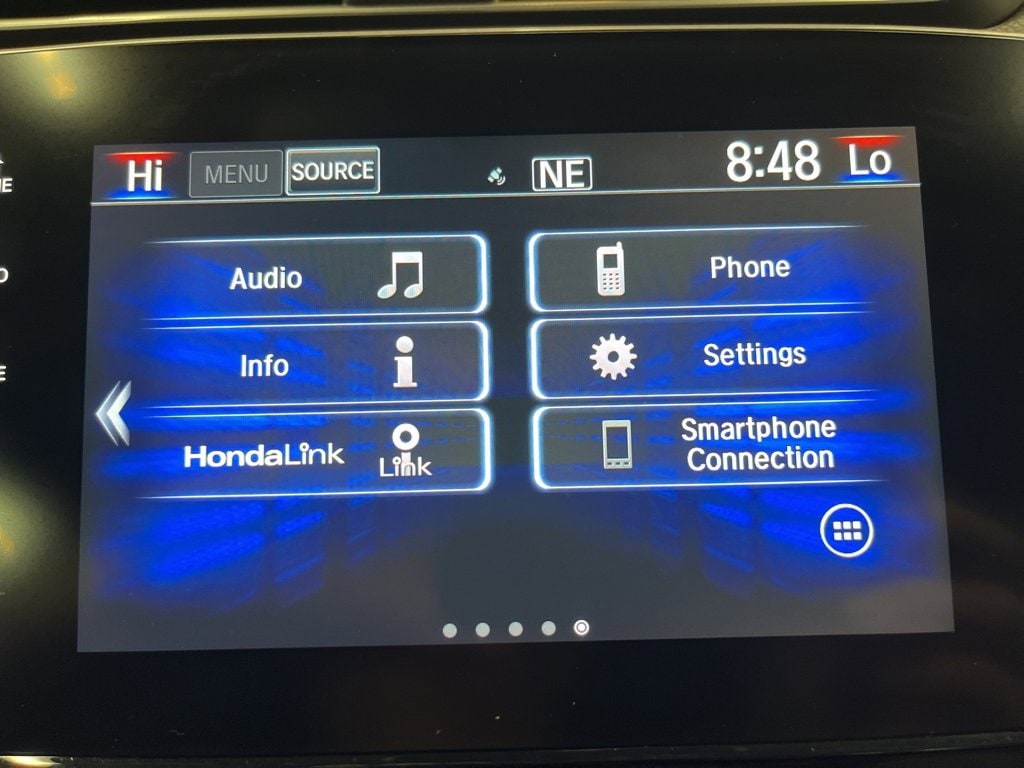 Hi MENU SOURCE NE 8:48 Lo
Audio
Phone
Info
Settings
HondaLink Link
Smartphone
Connection